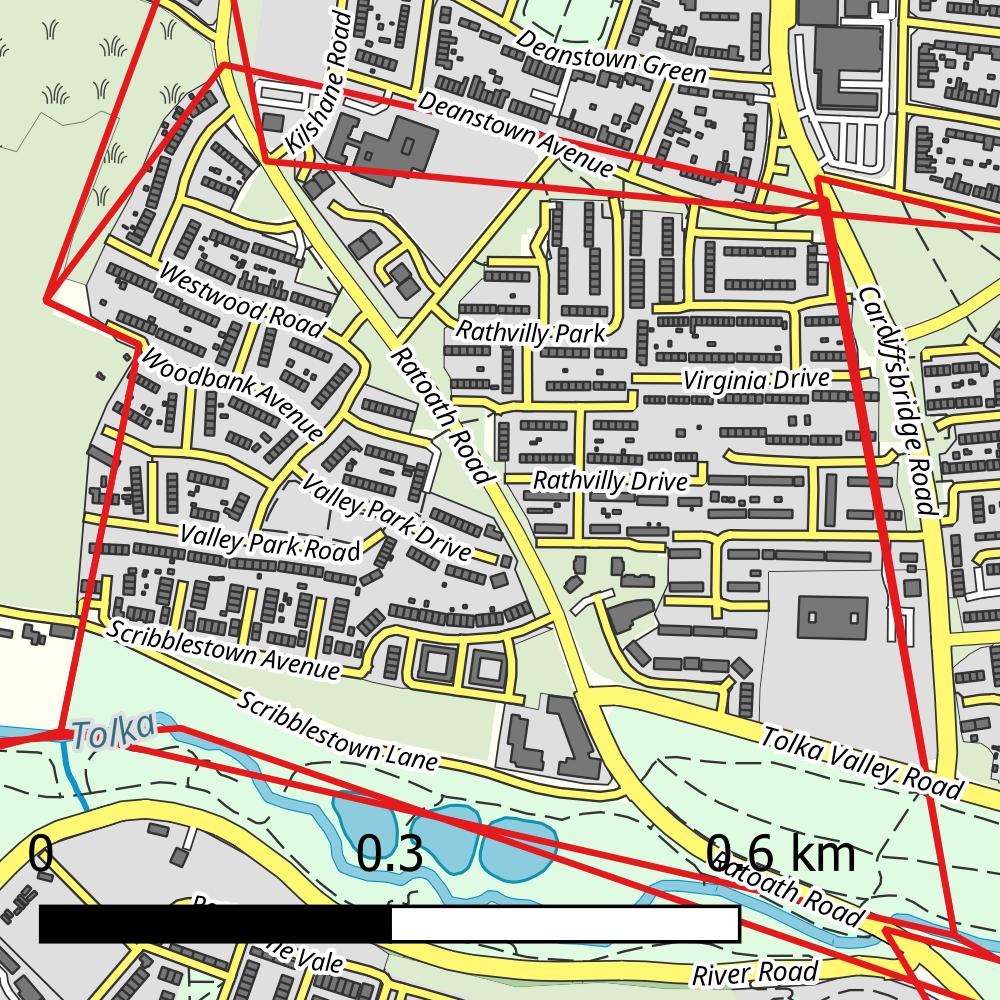 Kilshane Road
Deanstown Green
Deanstown Avenue
Westwood Road
Rathvilly Park
Cardiffsbridge Road
Woodbank Avenue
Ratoath Road
Virginia Drive
Valley Park Drive
Rathvilly Drive
Valley Park Road
Scribblestown Avenue
Scribblestown Lane
Tolka
Tolka Valley Road
0 0.3 0.6 km
Ratoath Road
Vale
River Road